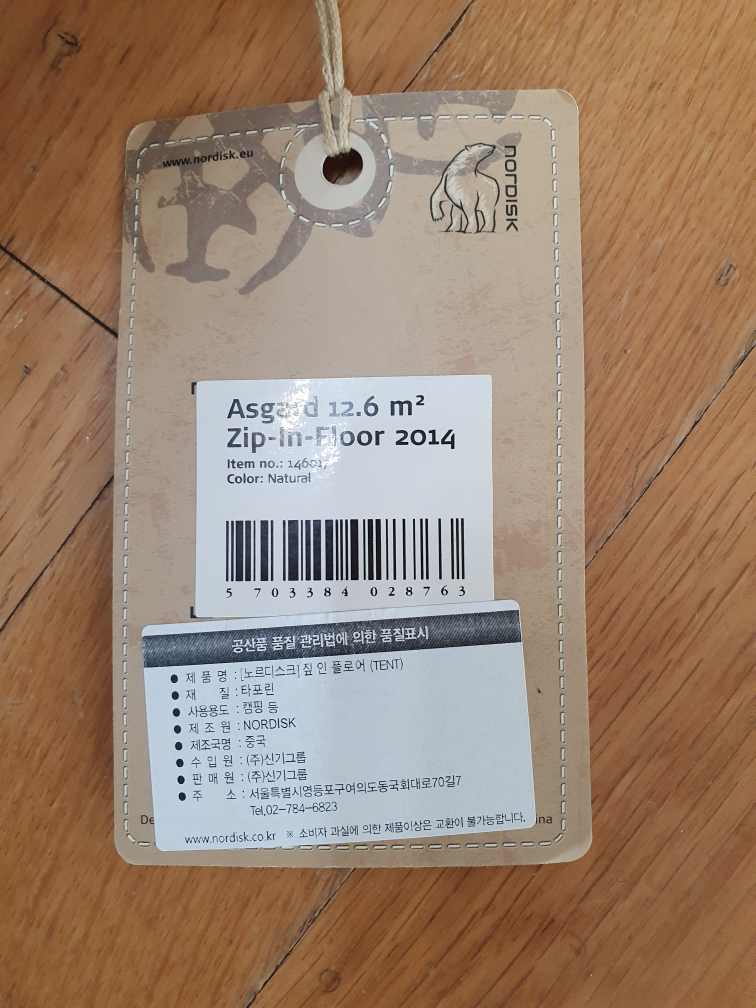 www.nordisk.eu
NORDISK
Asgard 12.6 m²
Zip-In-Floor 2014
Item no.: 146017
Color: Natural
5 703384 028763
공산품 품질 관리법에 의한 품질표시
● 제 품 명 : [노르디스크] 짚 인 플로어 (TENT)
● 재 질 : 타포린
● 사용용도 : 캠핑 등
● 제 조 원 : NORDISK
● 제조국명 : 중국
● 수 입 원 : (주)신기그룹
● 판 매 원 : (주)신기그룹
● 주 소 : 서울특별시영등포구여의도동국회대로70길7
Tel.02-784-6823
www.nordisk.co.kr ※ 소비자 과실에 의한 제품이상은 교환이 불가능합니다.